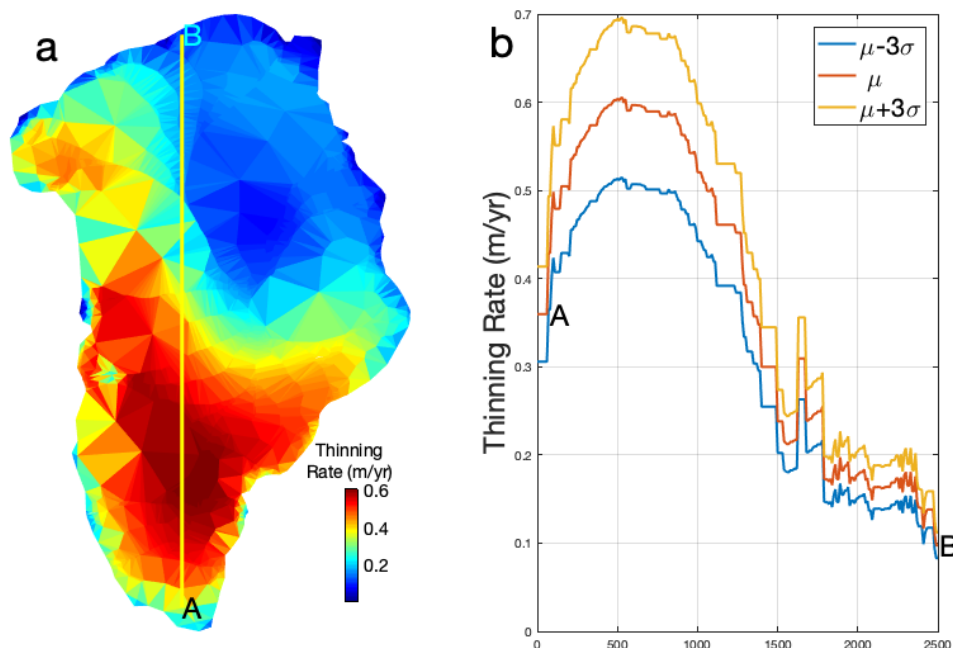 a
B
A
Thinning
Rate (m/yr)
0.6
0.4
0.2
b
Thinning Rate (m/yr)
0.7
0.6
0.5
0.4
0.3
0.2
0.1
0
0 500 1000 1500 2000 2500
μ-3σ
μ
μ+3σ
A
B